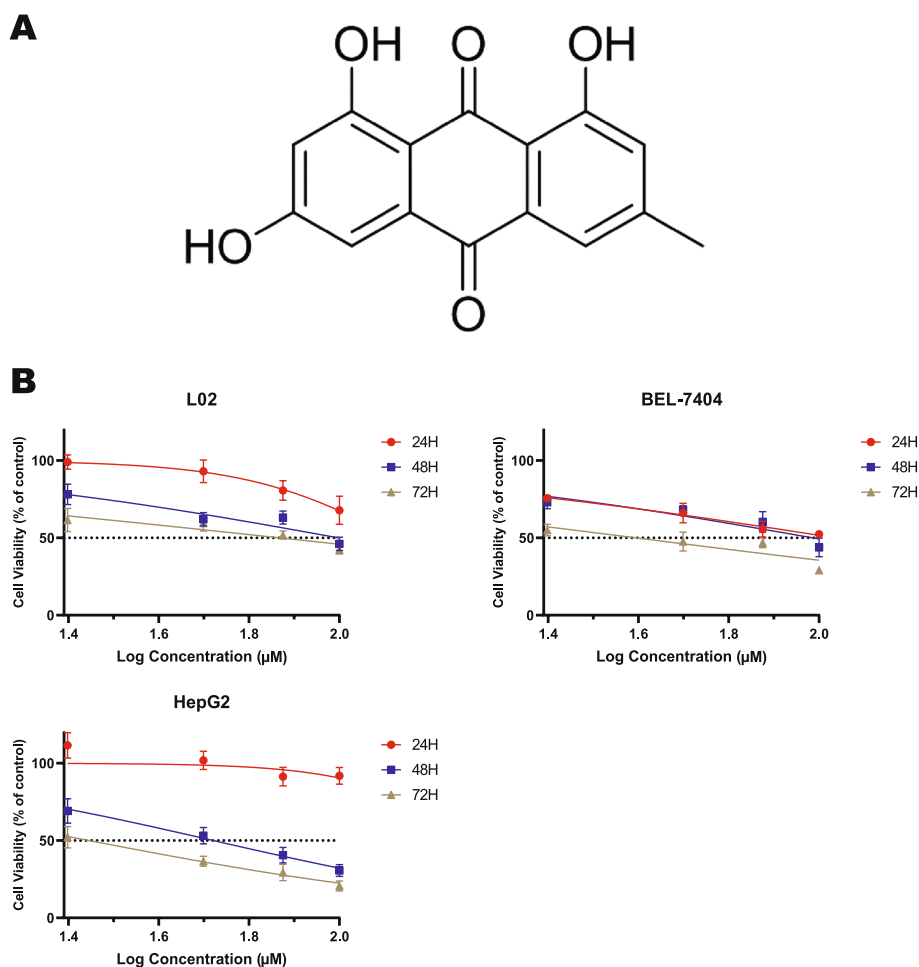 A
OH O OH
HO
O
B
L02
Cell Viability (% of control)
100
50
0
1.4 1.6 1.8 2.0
Log Concentration (µM)
24H
48H
72H
BEL-7404
Cell Viability (% of control)
100
50
0
1.4 1.6 1.8 2.0
Log Concentration (µM)
24H
48H
72H
HepG2
Cell Viability (% of control)
100
50
0
1.4 1.6 1.8 2.0
Log Concentration (µM)
24H
48H
72H